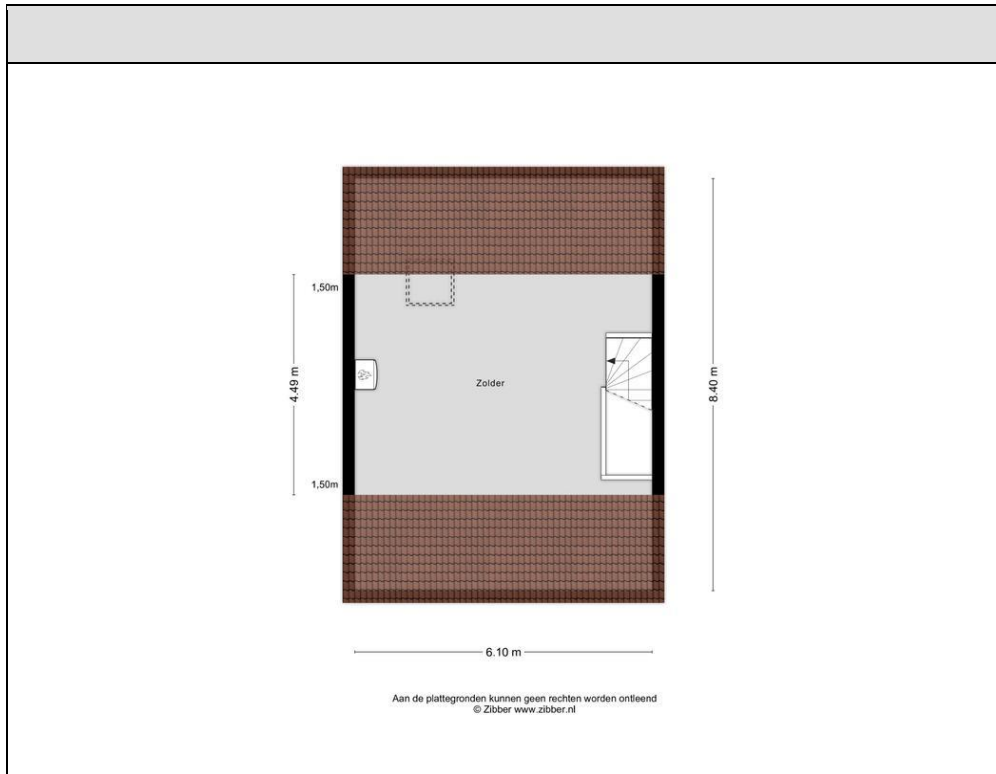 1,50m
4.49 m
8.40 m
Zolder
1,50m
6.10 m
Aan de plattegronden kunnen geen rechten worden ontleend
© Zibber www.zibber.nl